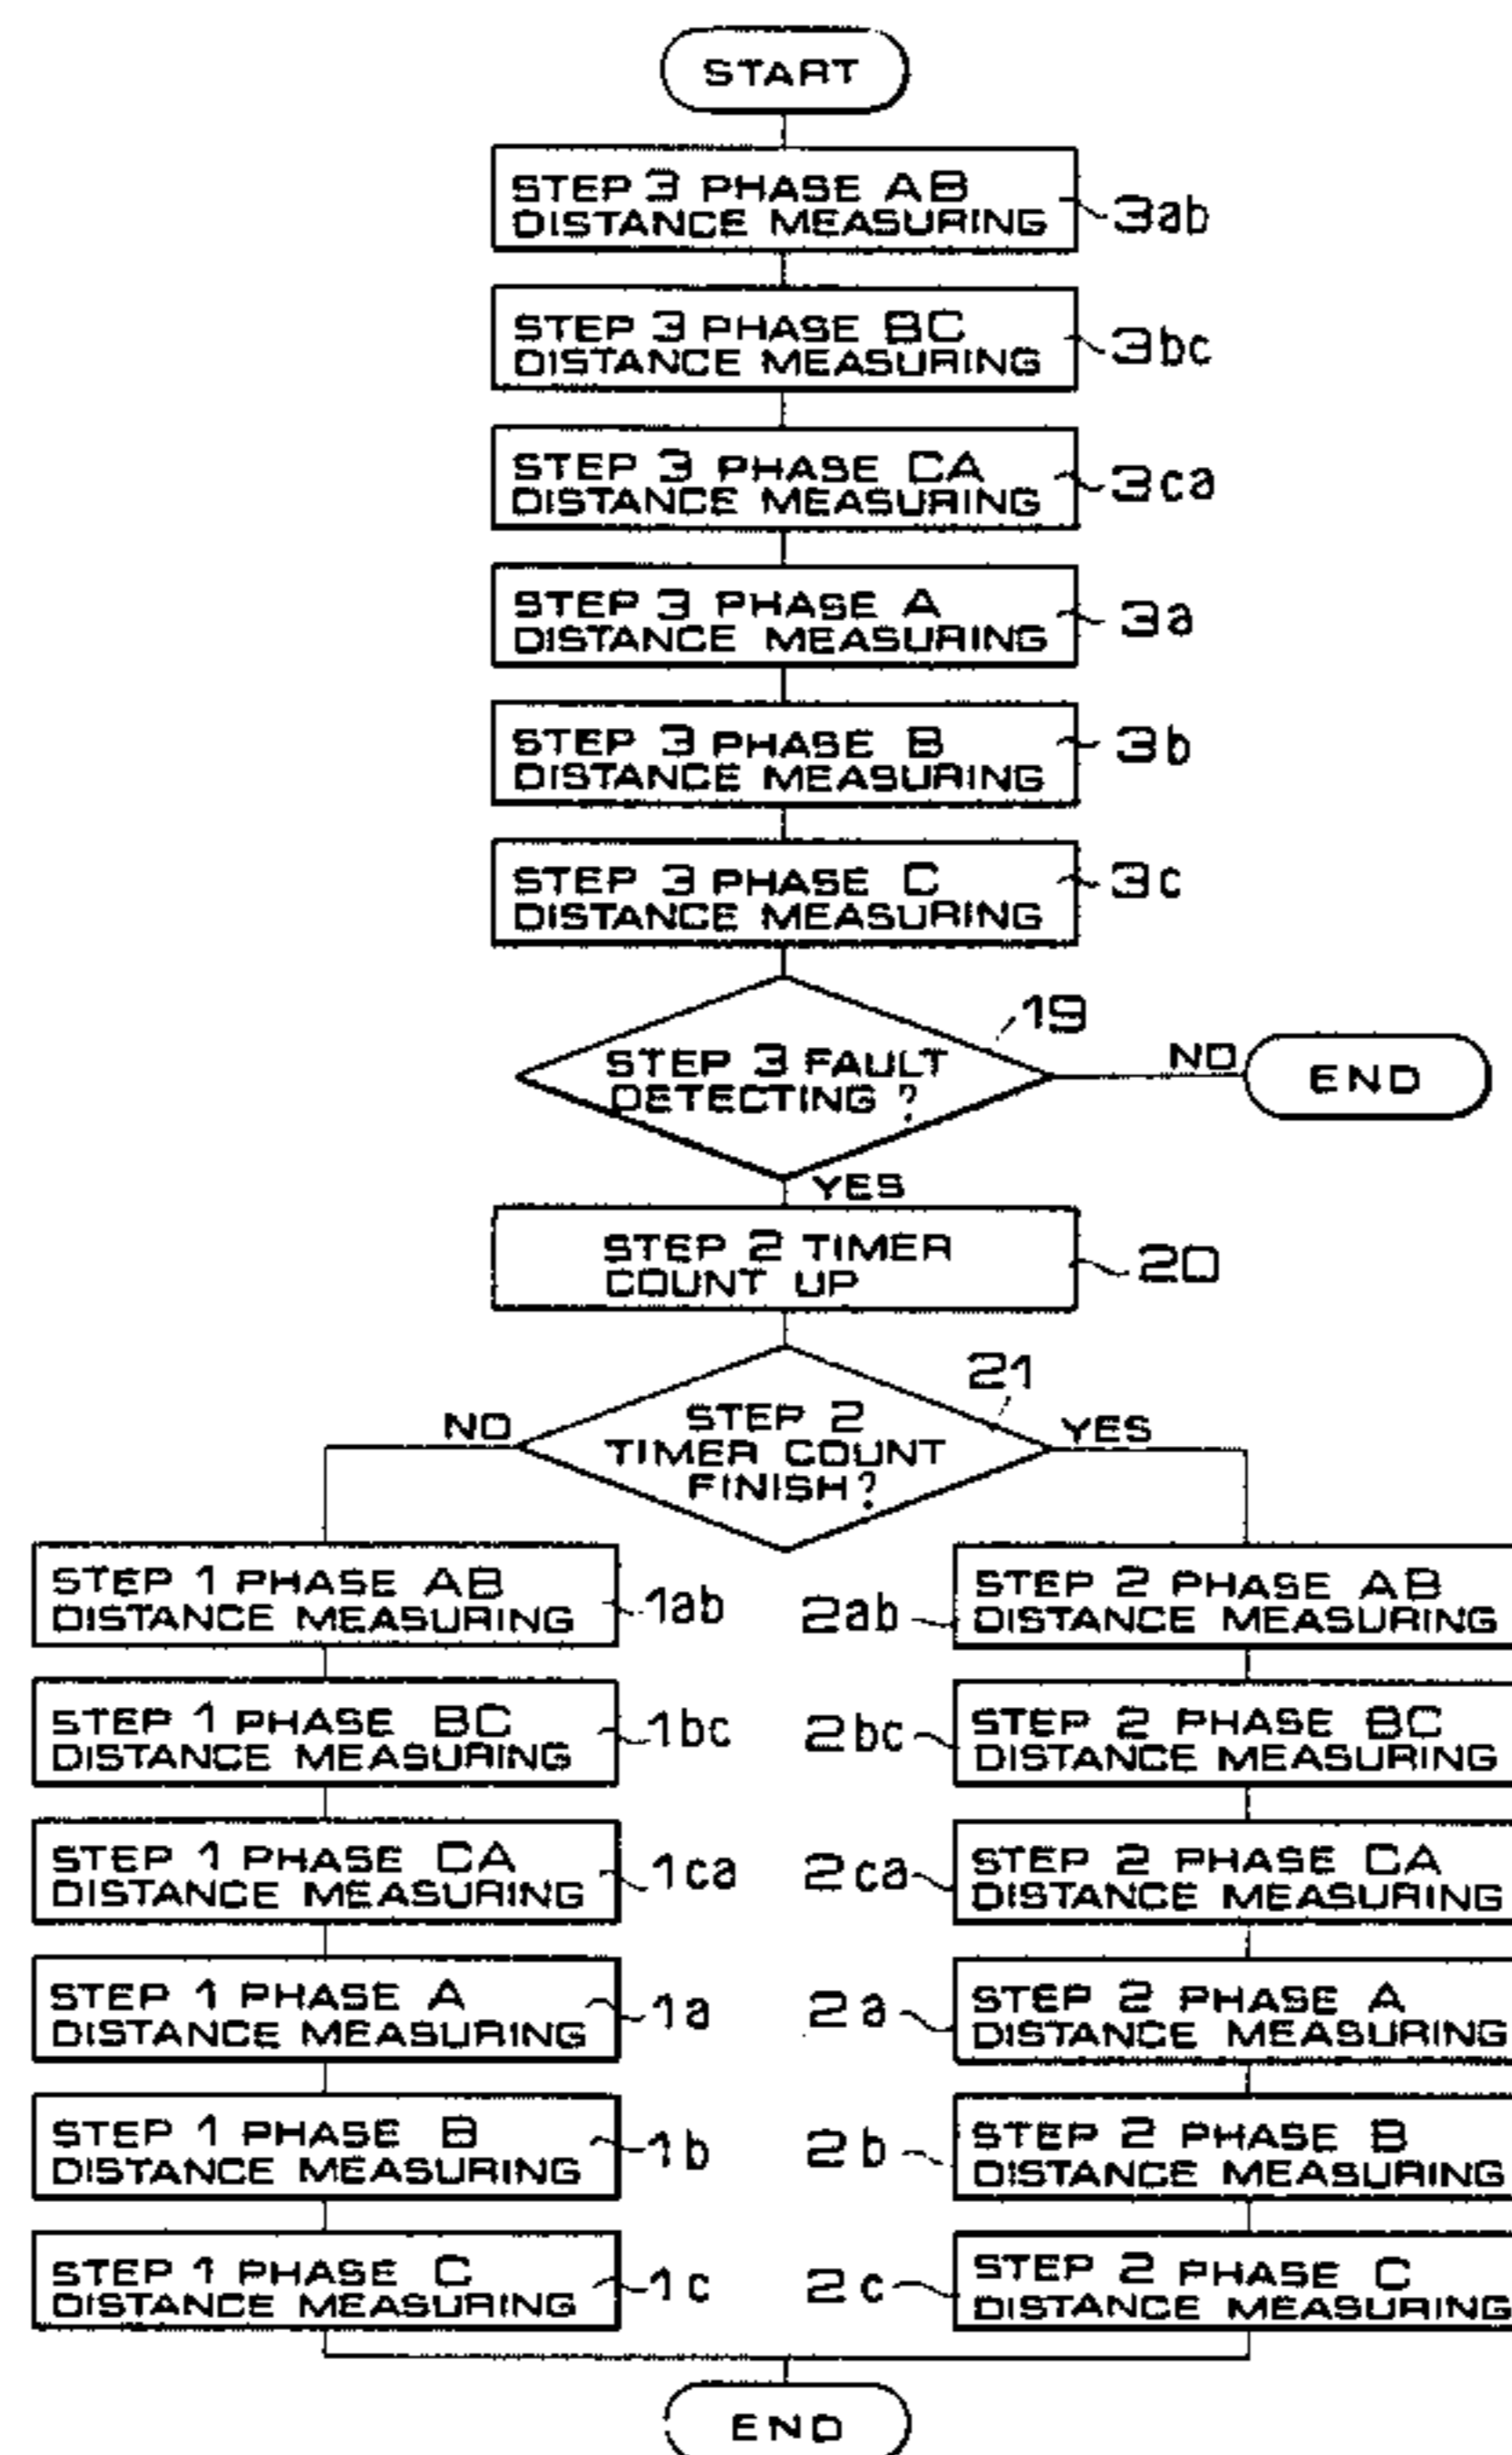 START
STEP 3 PHASE AB
DISTANCE MEASURING
3ab
STEP 3 PHASE BC
DISTANCE MEASURING
3bc
STEP 3 PHASE CA
DISTANCE MEASURING
3ca
STEP 3 PHASE A
DISTANCE MEASURING
3a
STEP 3 PHASE B
DISTANCE MEASURING
3b
STEP 3 PHASE C
DISTANCE MEASURING
3c
19
STEP 3 FAULT
DETECTING ?
NO
END
YES
STEP 2 TIMER
COUNT UP
20
21
NO
STEP 2
TIMER COUNT
FINISH?
YES
STEP 1 PHASE AB
DISTANCE MEASURING
1ab
2ab
STEP 2 PHASE AB
DISTANCE MEASURING
STEP 1 PHASE BC
DISTANCE MEASURING
1bc
2bc
STEP 2 PHASE BC
DISTANCE MEASURING
STEP 1 PHASE CA
DISTANCE MEASURING
1ca
2ca
STEP 2 PHASE CA
DISTANCE MEASURING
STEP 1 PHASE A
DISTANCE MEASURING
1a
2a
STEP 2 PHASE A
DISTANCE MEASURING
STEP 1 PHASE B
DISTANCE MEASURING
1b
2b
STEP 2 PHASE B
DISTANCE MEASURING
STEP 1 PHASE C
DISTANCE MEASURING
1c
2c
STEP 2 PHASE C
DISTANCE MEASURING
END